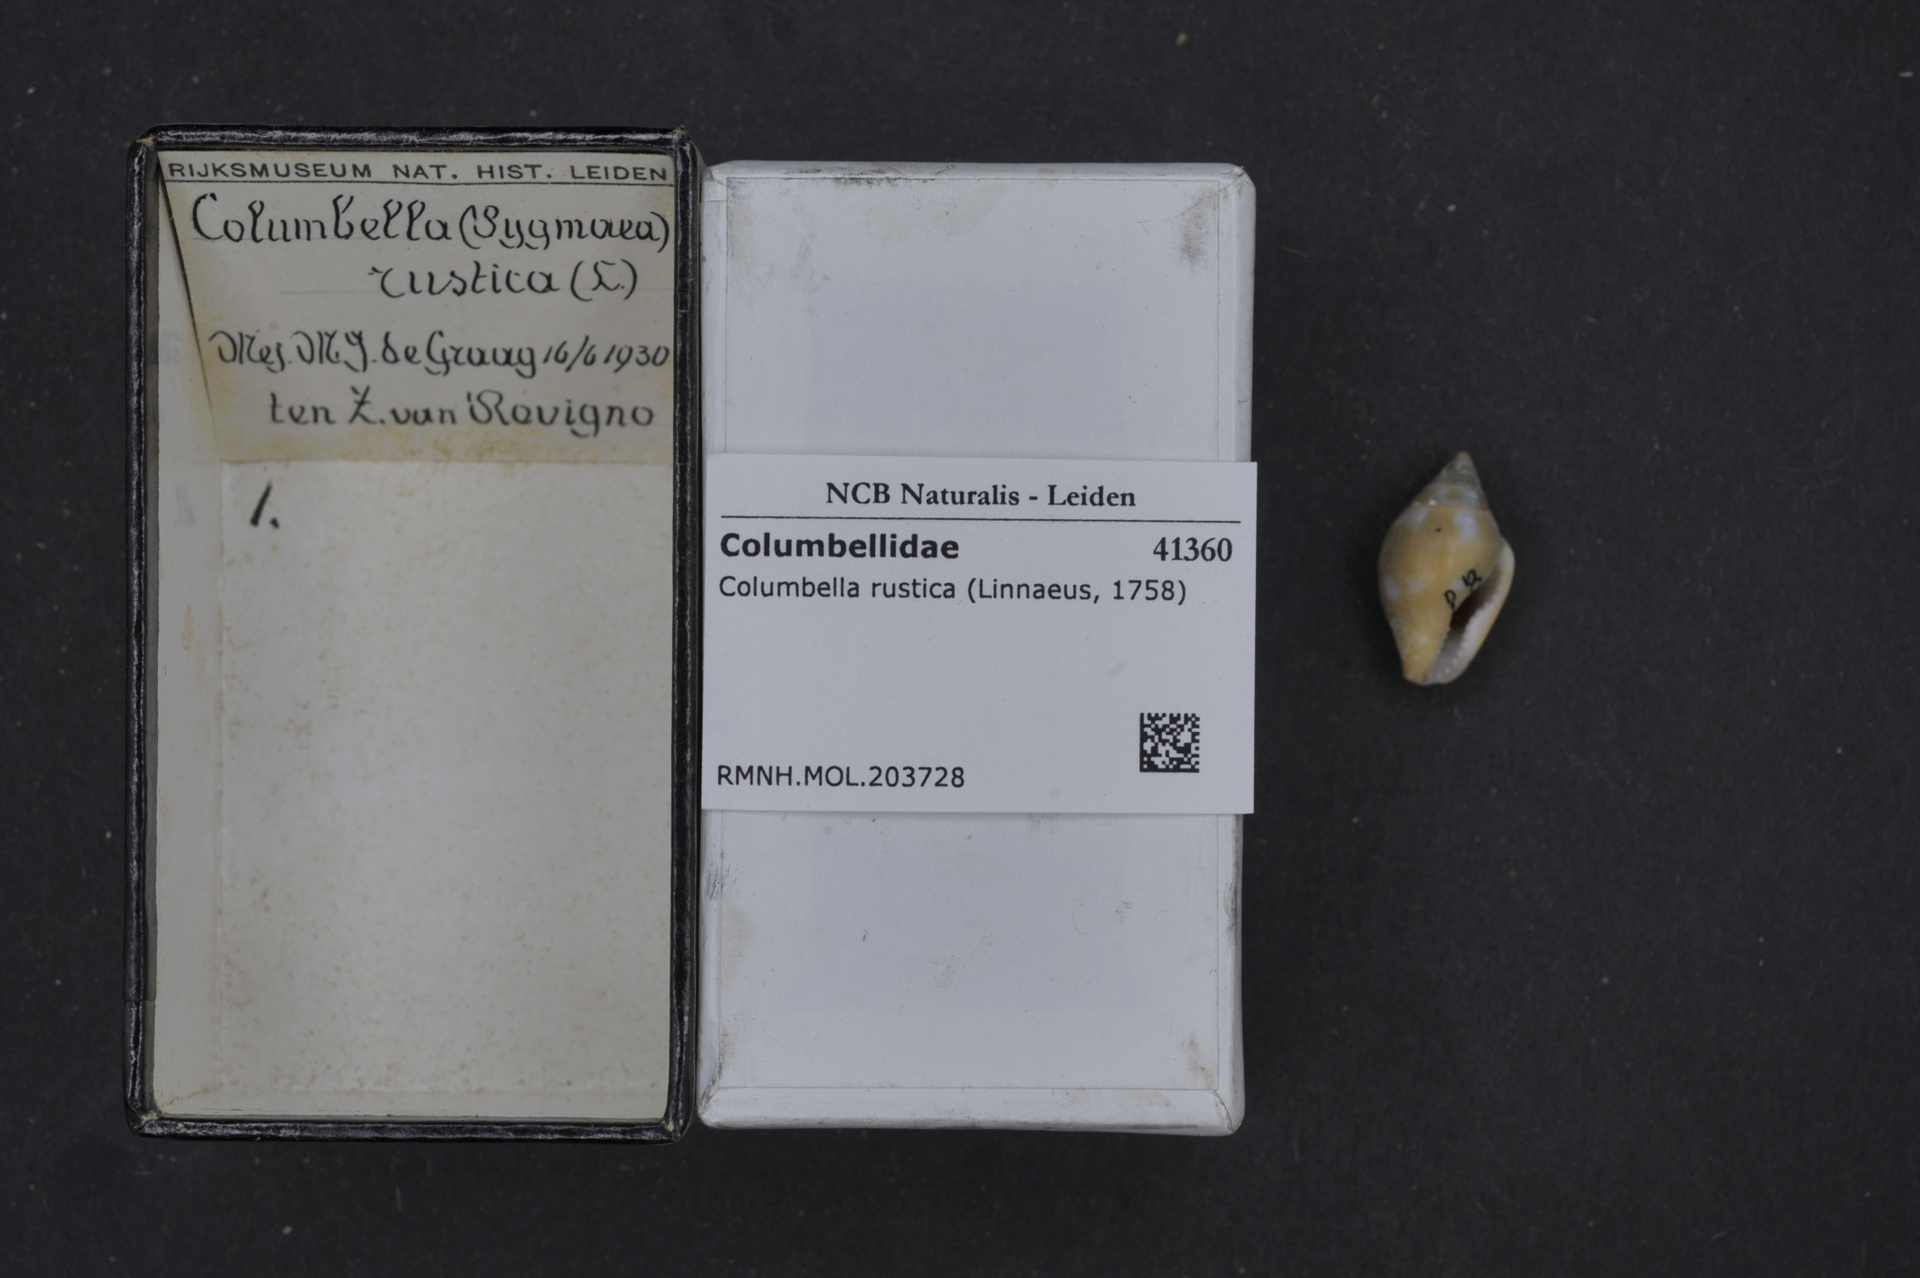 RIJKSMUSEUM NAT. HIST. LEIDEN
Columbella (Pygmaea)
rustica (L.)
Mej. M. J. de Graag 16/6 1930
ten Z. van Rovigno
1.
NCB Naturalis - Leiden
Columbellidae 41360
Columbella rustica (Linnaeus, 1758)
RMNH.MOL.203728